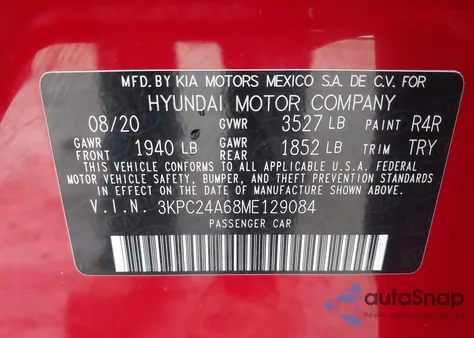 MFD. BY KIA MOTORS MEXICO S.A. DE C.V. FOR
HYUNDAI MOTOR COMPANY
08/20 GVWR 3527 LB PAINT R4R
GAWR FRONT 1940 LB GAWR REAR 1852 LB TRIM TRY
THIS VEHICLE CONFORMS TO ALL APPLICABLE U.S.A. FEDERAL
MOTOR VEHICLE SAFETY, BUMPER, AND THEFT PREVENTION STANDARDS
IN EFFECT ON THE DATE OF MANUFACTURE SHOWN ABOVE.
V.I.N. 3KPC24A68ME129084
PASSENGER CAR
autoSnap